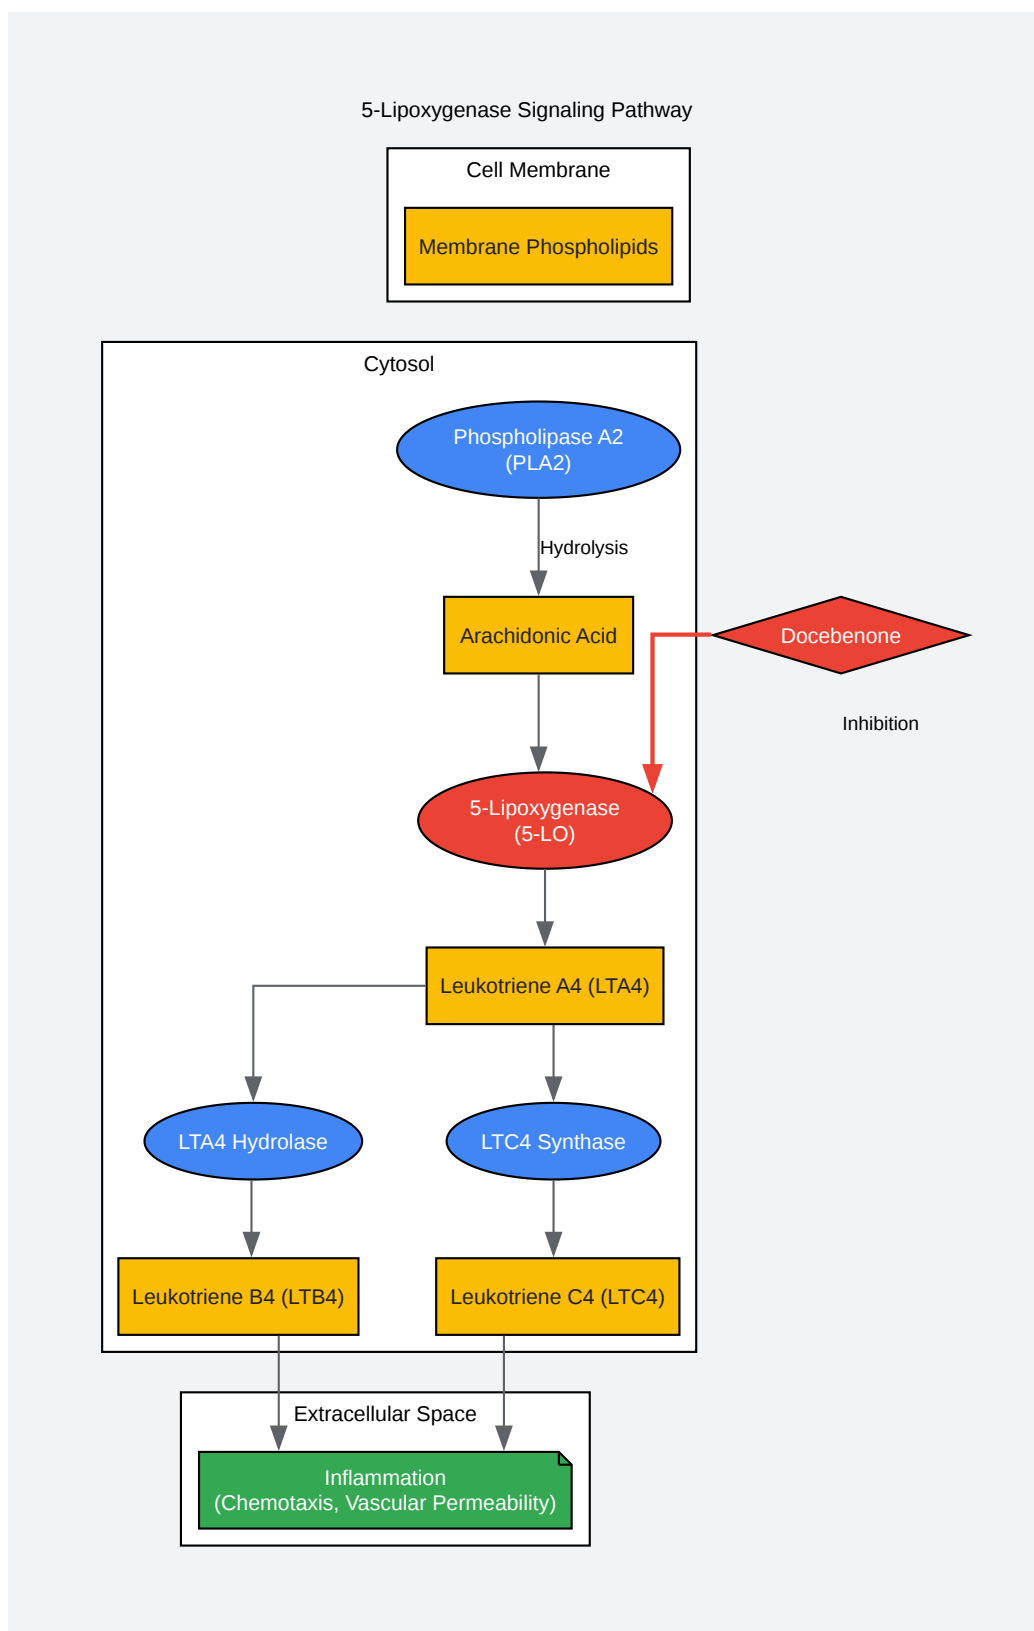 5-Lipoxygenase Signaling Pathway
Cell Membrane
Membrane Phospholipids
Cytosol
Phospholipase A2
(PLA2)
Hydrolysis
Arachidonic Acid
Docebenone
Inhibition
5-Lipoxygenase
(5-LO)
Leukotriene A4 (LTA4)
LTA4 Hydrolase
LTC4 Synthase
Leukotriene B4 (LTB4)
Leukotriene C4 (LTC4)
Extracellular Space
Inflammation
(Chemotaxis, Vascular Permeability)